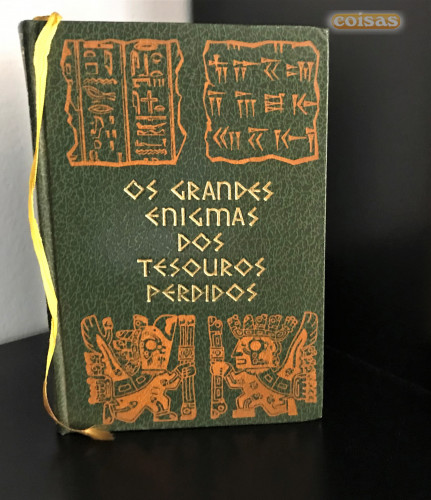 coisas
OS GRANDES
ENIGMAS
DOS
TESOUROS
PERDIDOS